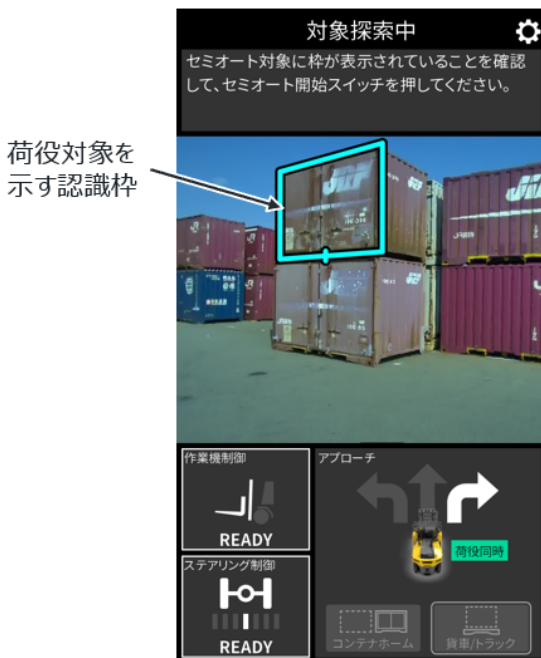 対象探索中
セミオート対象に枠が表示されていることを確認
して、セミオート開始スイッチを押してください。
荷役対象を
示す認識枠
作業機制御
READY
ステアリング制御
READY
アプローチ
荷役同時
コンテナホーム
貨車/トラック